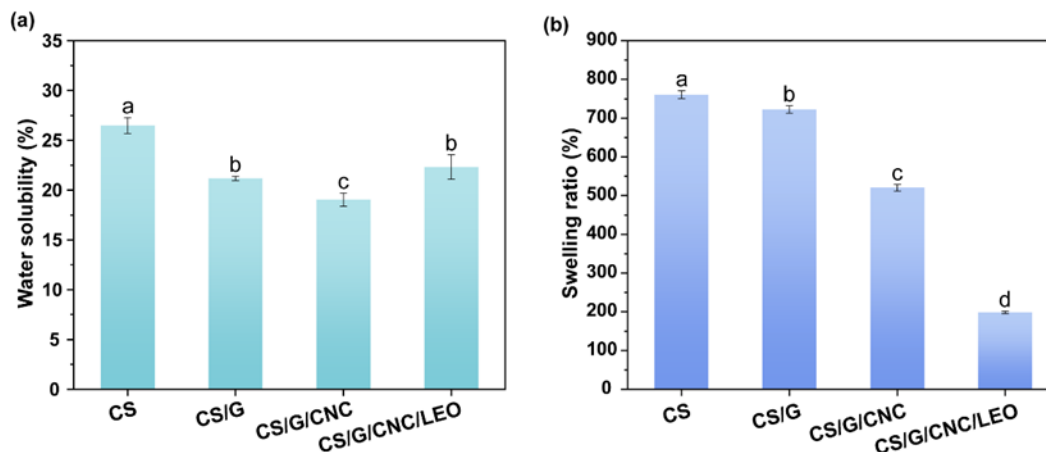 (a)
35
30
25
20
15
10
5
0
Water solubility (%)
a
b
c
b
CS
CS/G
CS/G/CNC
CS/G/CNC/LEO
(b)
900
800
700
600
500
400
300
200
100
0
Swelling ratio (%)
a
b
c
d
CS
CS/G
CS/G/CNC
CS/G/CNC/LEO